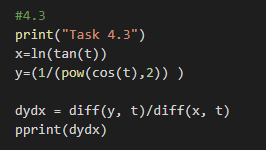 #4.3
print("Task 4.3")
x=ln(tan(t))
y=(1/(pow(cos(t),2)) )
dydx = diff(y, t)/diff(x, t)
pprint(dydx)